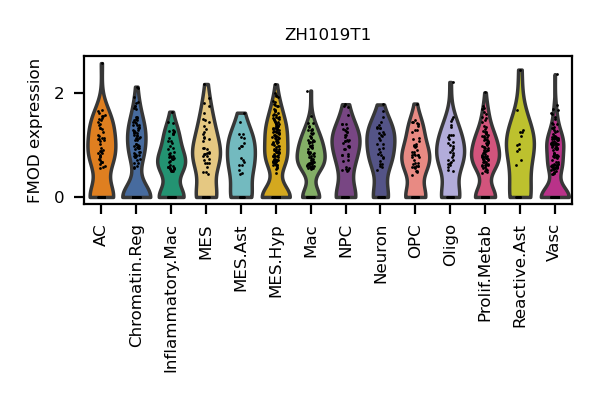 ZH1019T1
FMOD expression
2
0
AC
Chromatin.Reg
Inflammatory.Mac
MES
MES.Ast
MES.Hyp
Mac
NPC
Neuron
OPC
Oligo
Prolif.Metab
Reactive.Ast
Vasc